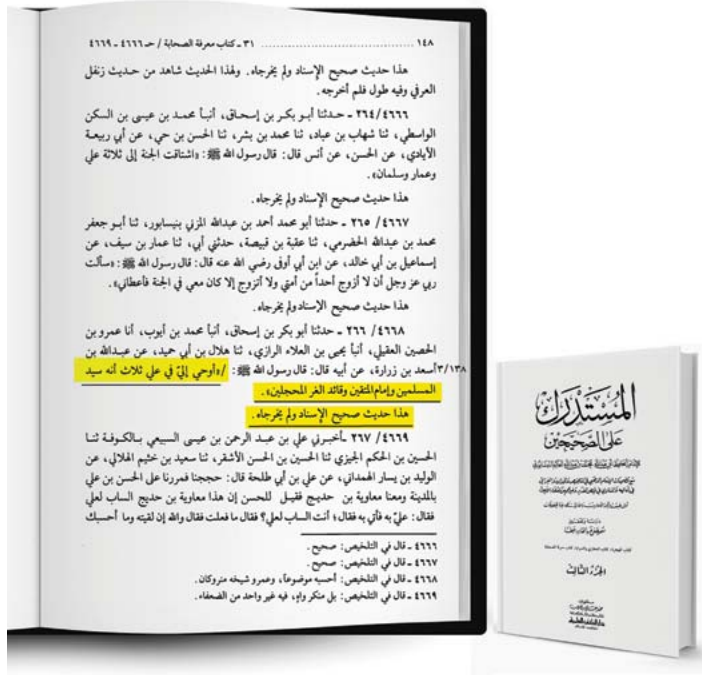 ١٤٨ ........................................ ٣١ ـ كتاب معرفة الصحابة / حـ ٤٦٦٦ ـ ٤٦٦٩
هذا حديث صحيح الإسناد ولم يخرجاه. ولهذا الحديث شاهد من حديث زنفل
العرفي وفيه طول فلم أخرجه.
٤٦٦٦/ ٢٦٤ ـ حدثنا أبو بكر بن إسحاق، أنبأ محمد بن عيسى بن السكن
الواسطي، ثنا شهاب بن عباد، ثنا محمد بن بشر، ثنا الحسن بن حي، عن أبي ربيعة
الأيادي، عن الحسن، عن أنس قال: قال رسول الله ﷺ: «اشتاقت الجنة إلى ثلاثة علي
وعمار وسلمان».
هذا حديث صحيح الإسناد ولم يخرجاه.
٤٦٦٧/ ٢٦٥ ـ حدثنا أبو محمد أحمد بن عبدالله المزني بنيسابور، ثنا أبو جعفر
محمد بن عبدالله الحضرمي، ثنا عقبة بن قبيصة، حدثني أبي، ثنا عمار بن سيف، عن
إسماعيل بن أبي خالد، عن ابن أبي أوفى رضي الله عنه قال: قال رسول الله ﷺ: «سألت
ربي عز وجل أن لا أزوج أحداً من أمتي ولا أتزوج إلا كان معي في الجنة فأعطاني».
هذا حديث صحيح الإسناد ولم يخرجاه.
٤٦٦٨/ ٢٦٦ ـ حدثنا أبو بكر بن إسحاق، أنبأ محمد بن أيوب، أنا عمرو بن
الحصين العقيلي، أنبأ يحيى بن العلاء الرازي، ثنا هلال بن أبي حميد، عن عبدالله بن
٣/١٣٨ أسعد بن زرارة، عن أبيه قال: قال رسول الله ﷺ: /«أوحي إليّ في علي ثلاث أنه سيد
المسلمين وإمام المتقين وقائد الغر المحجلين».
هذا حديث صحيح الإسناد ولم يخرجاه.
٤٦٦٩/ ٢٦٧ ـ أخبرني علي بن عبد الرحمن بن عيسى السبيعي بالكوفة ثنا
الحسين بن الحكم الجيزي ثنا الحسين بن الحسن الأشقر، ثنا سعيد بن خثيم الهلالي، عن
الوليد بن يسار الهمداني، عن علي بن أبي طلحة قال: حججنا فمررنا على الحسن بن علي
بالمدينة ومعنا معاوية بن حديج فقيل للحسن إن هذا معاوية بن حديج الساب لعلي
فقال: عليّ به فأتي به فقال؛ أنت الساب لعلي؟ فقال ما فعلت فقال والله إن لقيته وما أحسبك
٤٦٦٦ ـ قال في التلخيص: صحيح.
٤٦٦٧ ـ قال في التلخيص: صحيح.
٤٦٦٨ ـ قال في التلخيص: أحسبه موضوعاً، وعمرو شيخه متروكان.
٤٦٦٩ ـ قال في التلخيص: بل منكر واهٍ، فيه غير واحد من الضعفاء.
المستدرك
على الصحيحين
دراسة وتحقيق
مصطفى عبد القادر عطا
الجزء الثالث
دار الكتب العلمية